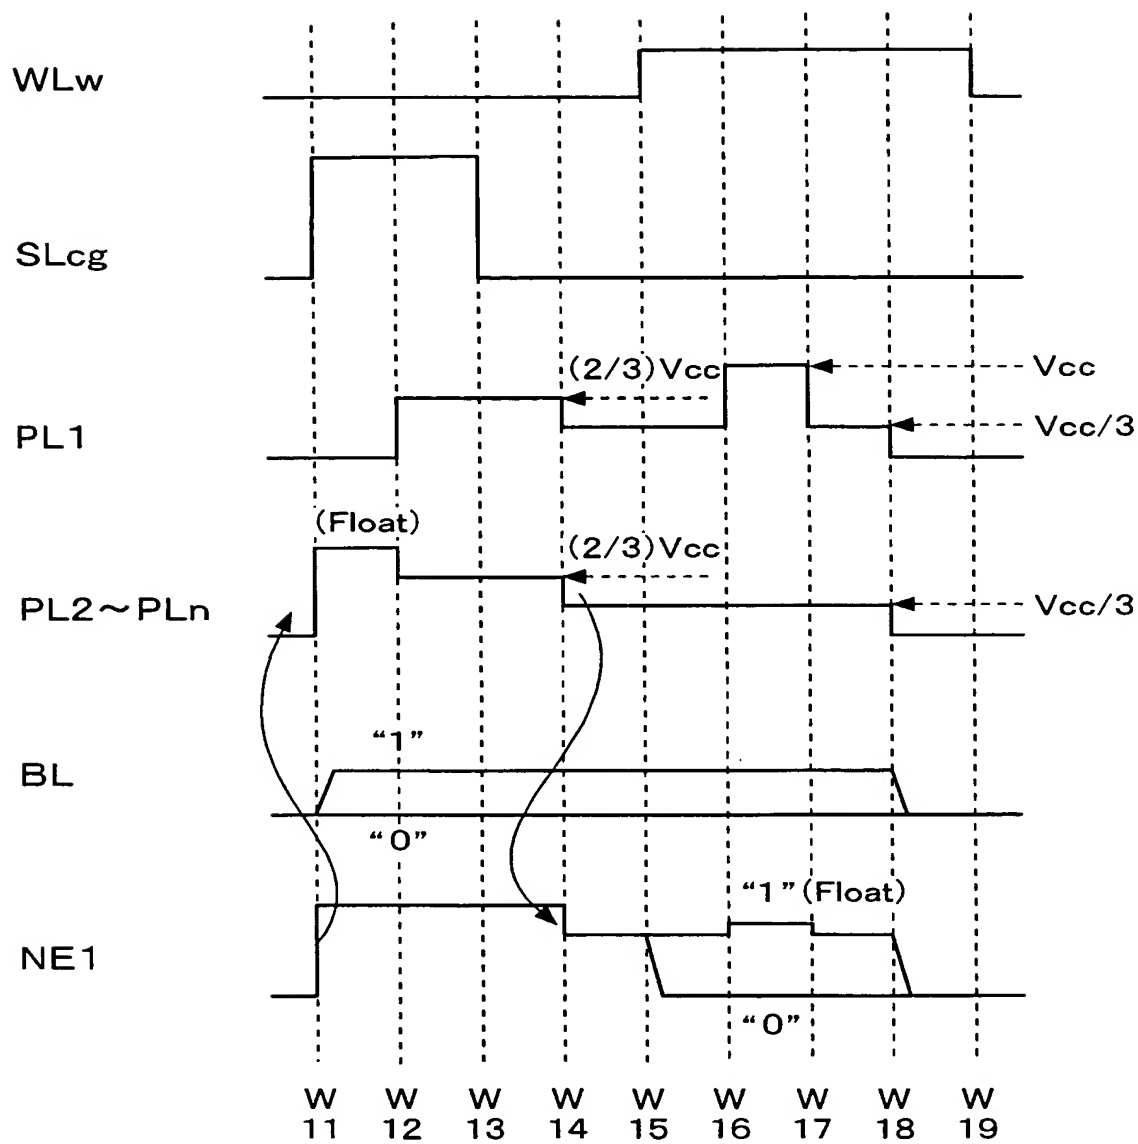 WLw
SLcg
(2/3)Vcc
Vcc
PL1
Vcc/3
(Float)
(2/3)Vcc
PL2～PLn
Vcc/3
“1”
BL
“0”
“1”(Float)
NE1
“0”
W W W W W W W W W
11 12 13 14 15 16 17 18 19